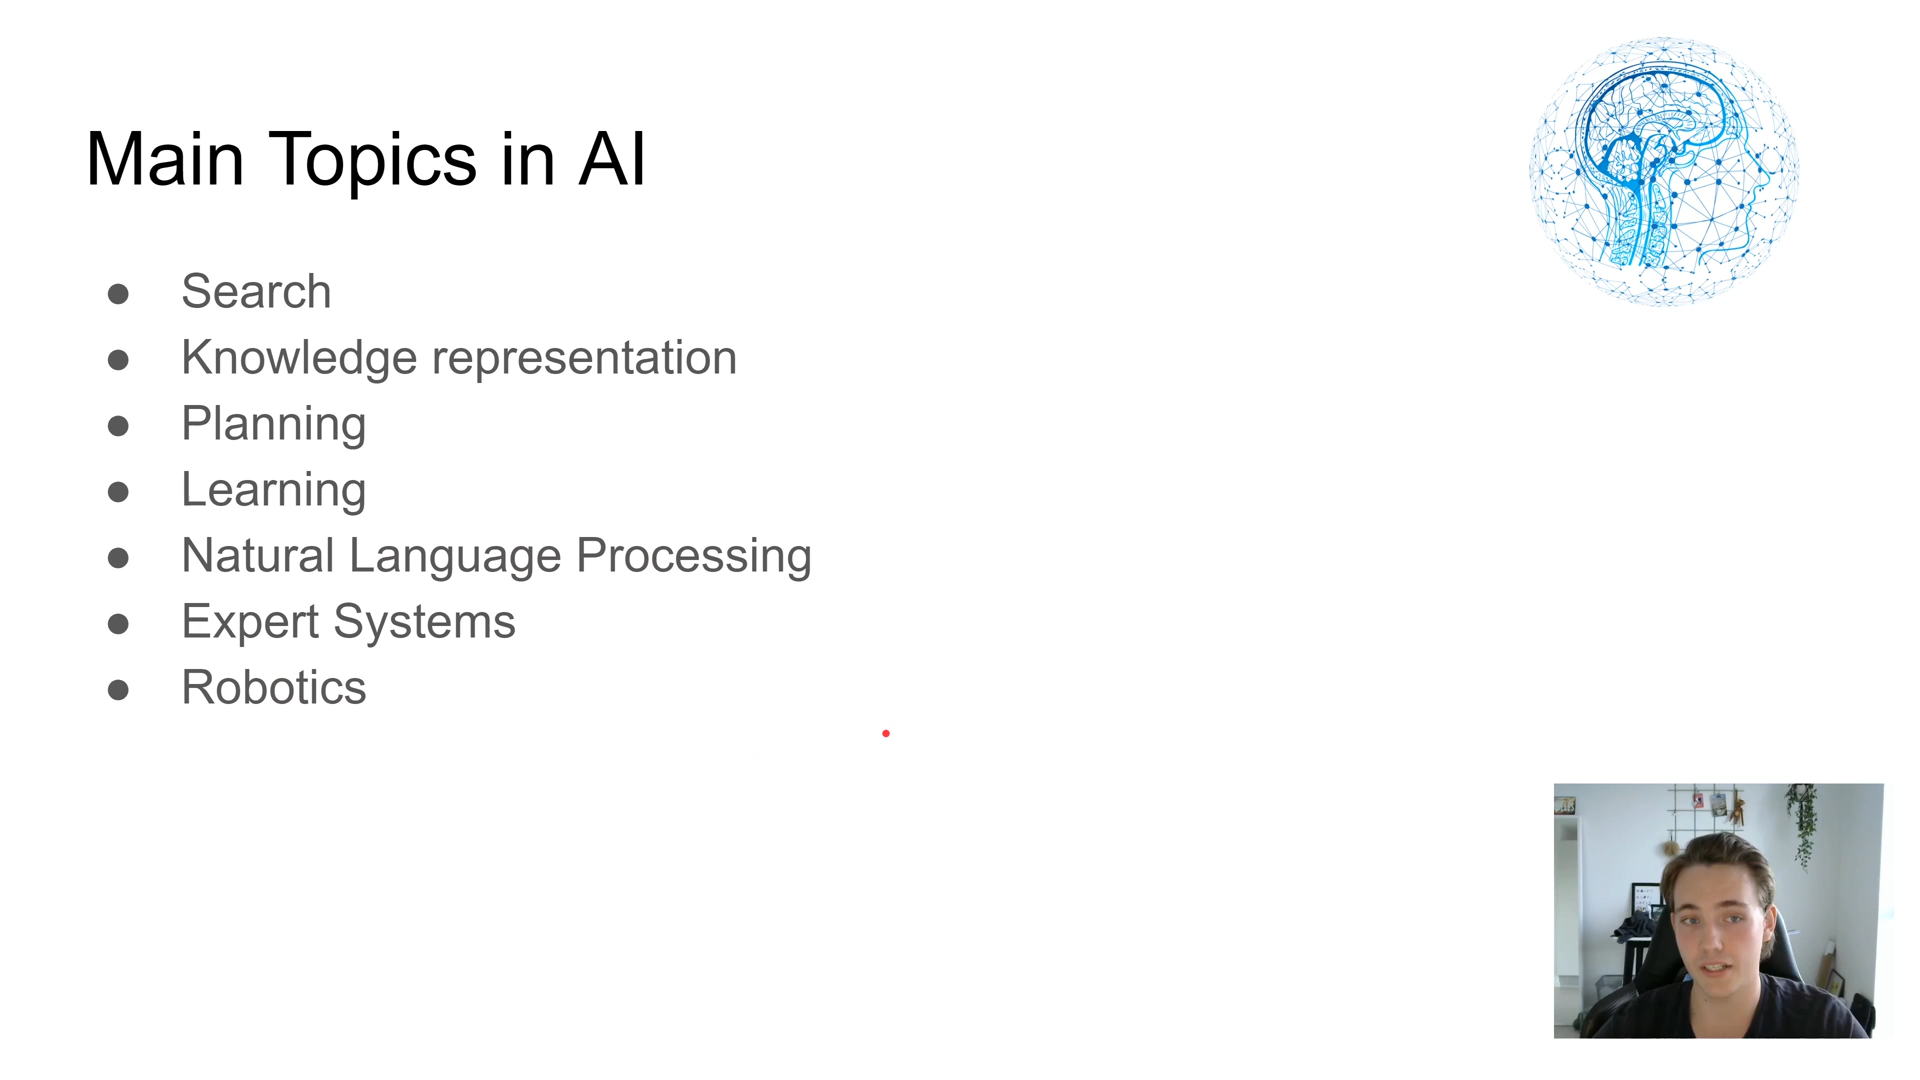 Main Topics in AI
● Search
● Knowledge representation
● Planning
● Learning
● Natural Language Processing
● Expert Systems
● Robotics